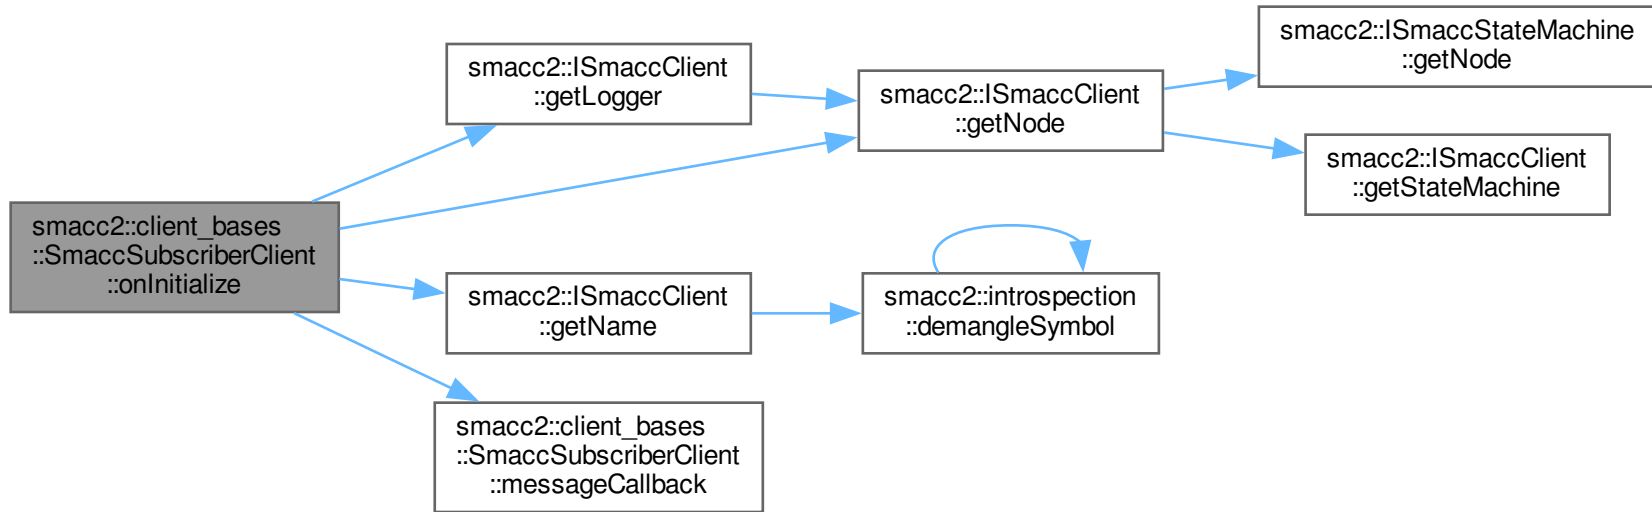 smacc2::client_bases
::SmaccSubscriberClient
::onInitialize
smacc2::ISmaccClient
::getLogger
smacc2::ISmaccClient
::getNode
smacc2::ISmaccStateMachine
::getNode
smacc2::ISmaccClient
::getStateMachine
smacc2::ISmaccClient
::getName
smacc2::introspection
::demangleSymbol
smacc2::client_bases
::SmaccSubscriberClient
::messageCallback